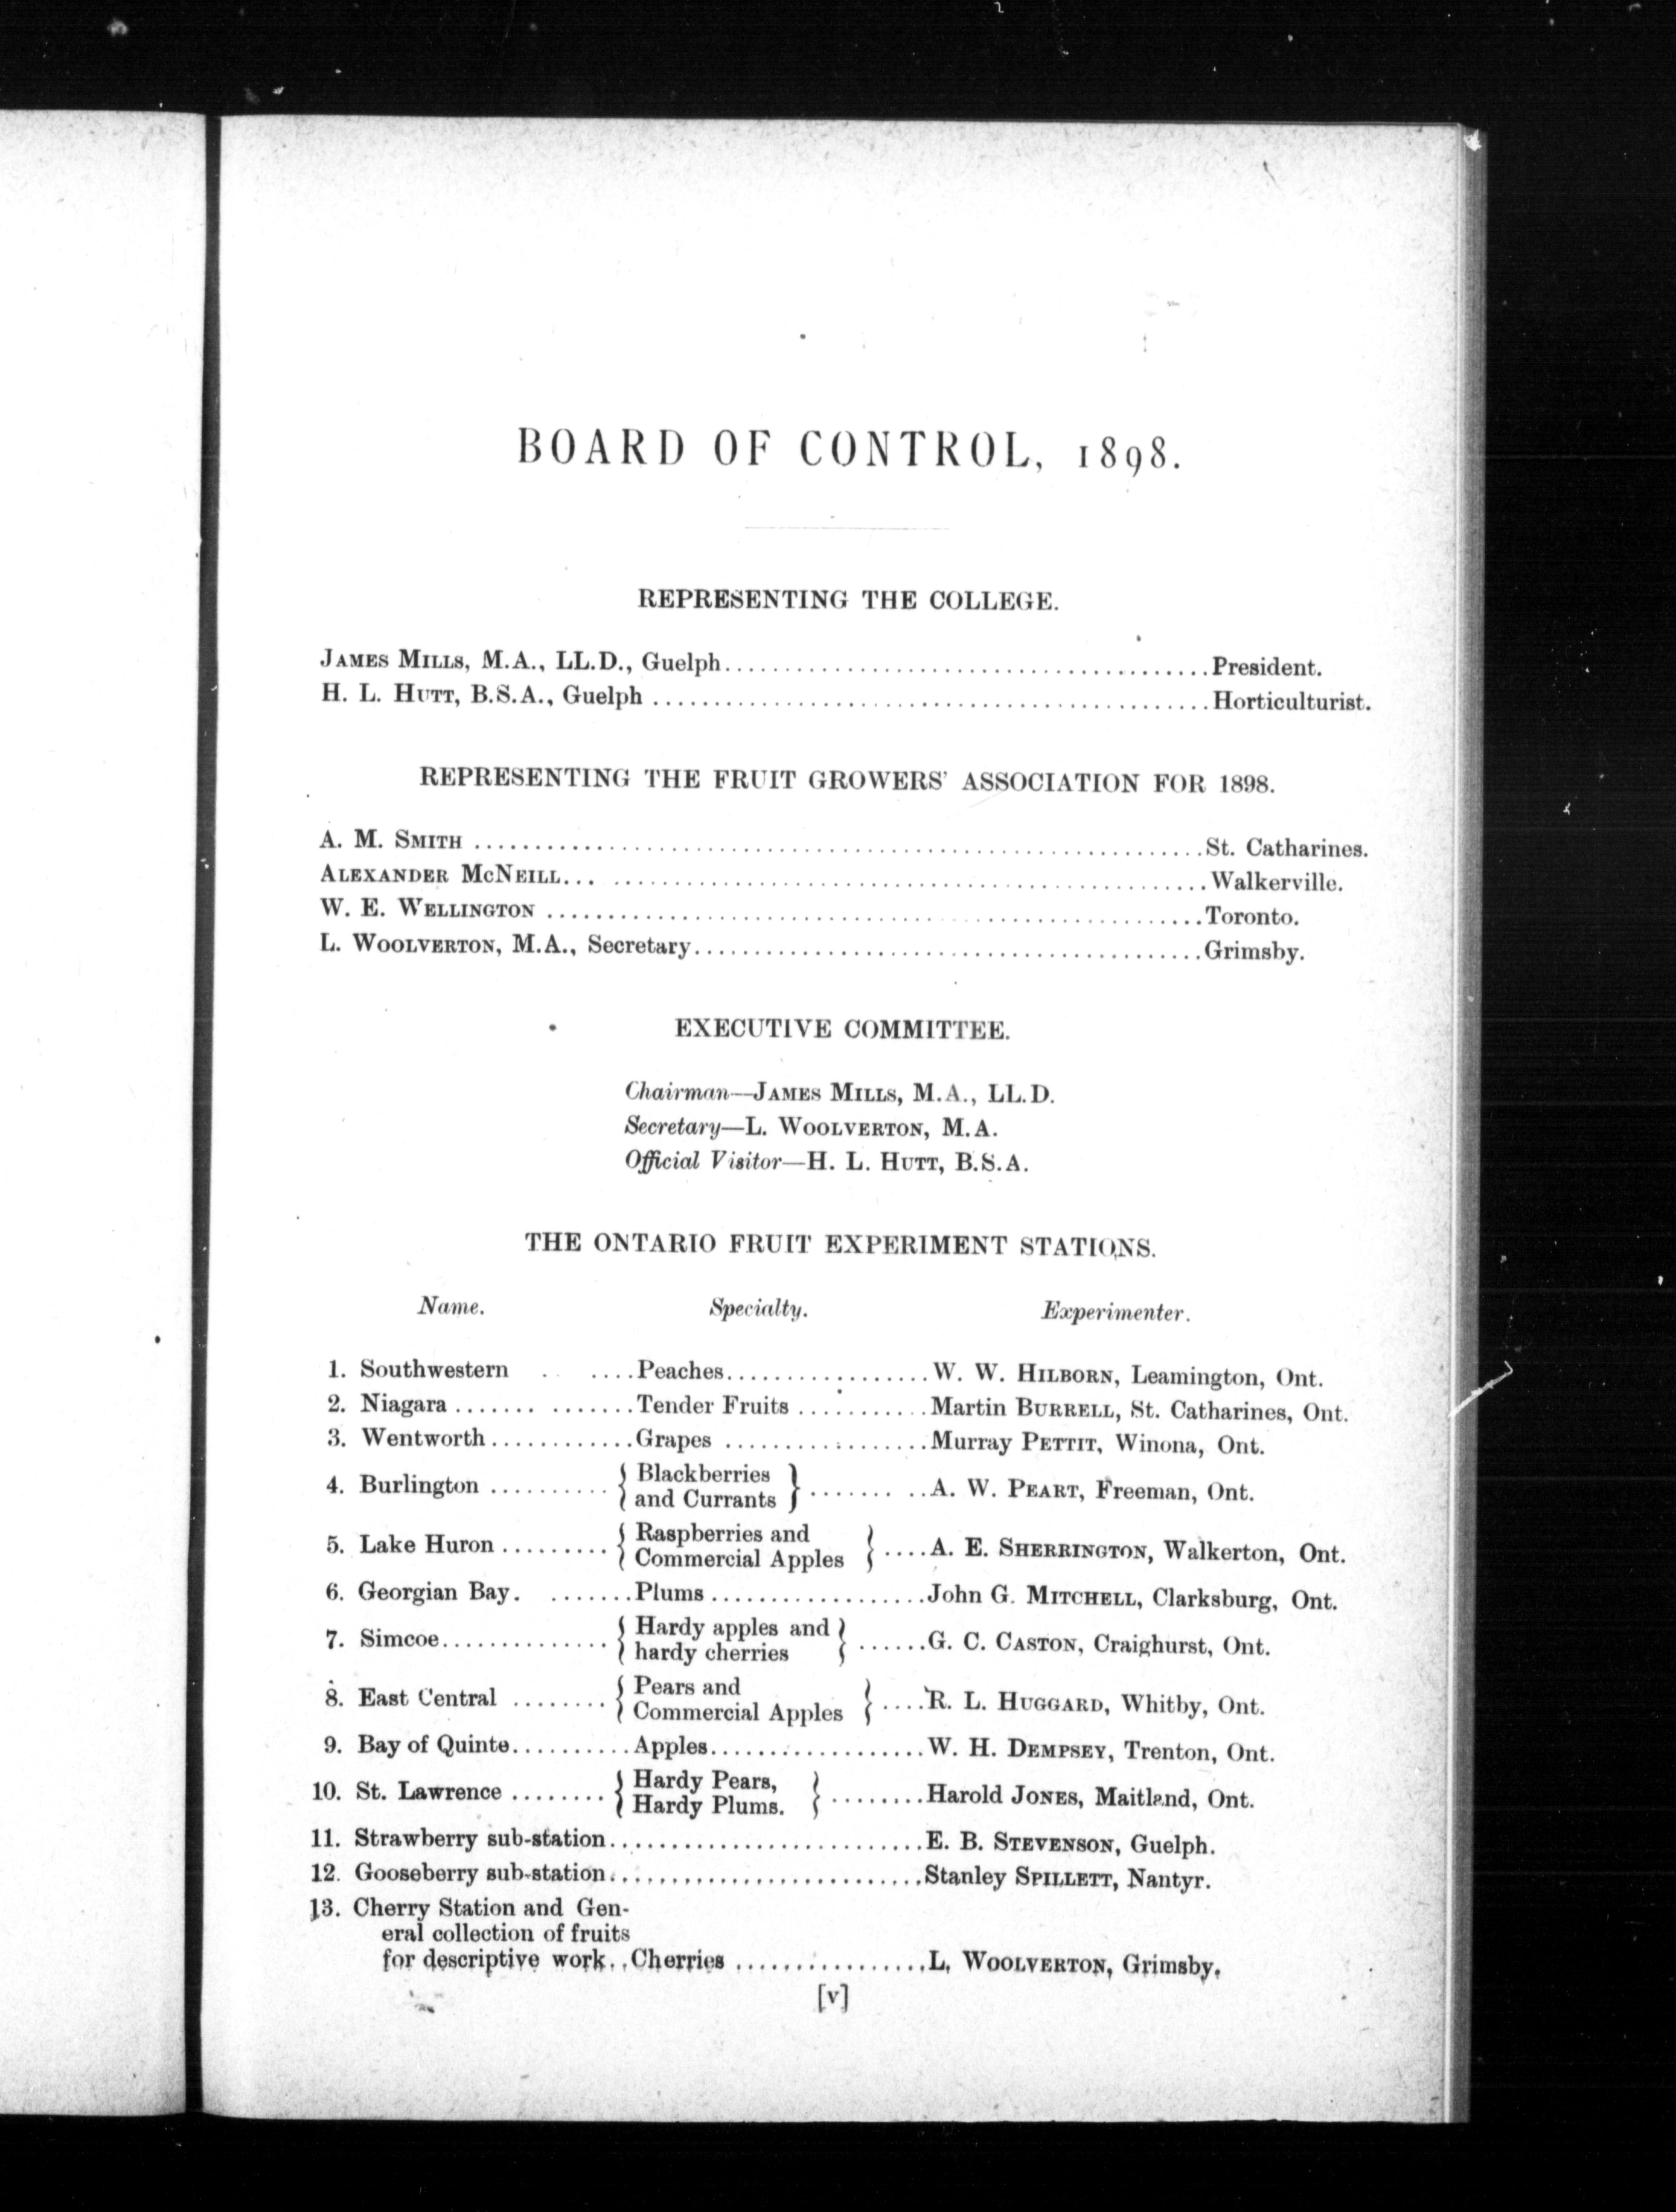 BOARD OF CONTROL, 1898.
REPRESENTING THE COLLEGE.
JAMES MILLS, M.A., LL.D., Guelph........................................President.
H. L. HUTT, B.S.A., Guelph ..............................................Horticulturist.
REPRESENTING THE FRUIT GROWERS' ASSOCIATION FOR 1898.
A. M. SMITH ............................................................St. Catharines.
ALEXANDER MCNEILL... .................................................Walkerville.
W. E. WELLINGTON ......................................................Toronto.
L. WOOLVERTON, M.A., Secretary..........................................Grimsby.
EXECUTIVE COMMITTEE.
Chairman—JAMES MILLS, M.A., LL.D.
Secretary—L. WOOLVERTON, M.A.
Official Visitor—H. L. HUTT, B.S.A.
THE ONTARIO FRUIT EXPERIMENT STATIONS.
Name. Specialty. Experimenter.
1. Southwestern . ....Peaches.................W. W. HILBORN, Leamington, Ont.
2. Niagara ....... .......Tender Fruits ...........Martin BURRELL, St. Catharines, Ont.
3. Wentworth............Grapes .................Murray PETTIT, Winona, Ont.
4. Burlington .......... { Blackberries and Currants } ....... ..A. W. PEART, Freeman, Ont.
5. Lake Huron ......... { Raspberries and Commercial Apples } ....A. E. SHERRINGTON, Walkerton, Ont.
6. Georgian Bay. .......Plums ..................John G. MITCHELL, Clarksburg, Ont.
7. Simcoe.............. { Hardy apples and hardy cherries } ......G. C. CASTON, Craighurst, Ont.
8. East Central ........ { Pears and Commercial Apples } ....R. L. HUGGARD, Whitby, Ont.
9. Bay of Quinte..........Apples..................W. H. DEMPSEY, Trenton, Ont.
10. St. Lawrence ........ { Hardy Pears, Hardy Plums. } ........Harold JONES, Maitland, Ont.
11. Strawberry sub-station..........................E. B. STEVENSON, Guelph.
12. Gooseberry sub-station..........................Stanley SPILLETT, Nantyr.
13. Cherry Station and Gen-
eral collection of fruits
for descriptive work..Cherries ................L. WOOLVERTON, Grimsby.
[v]